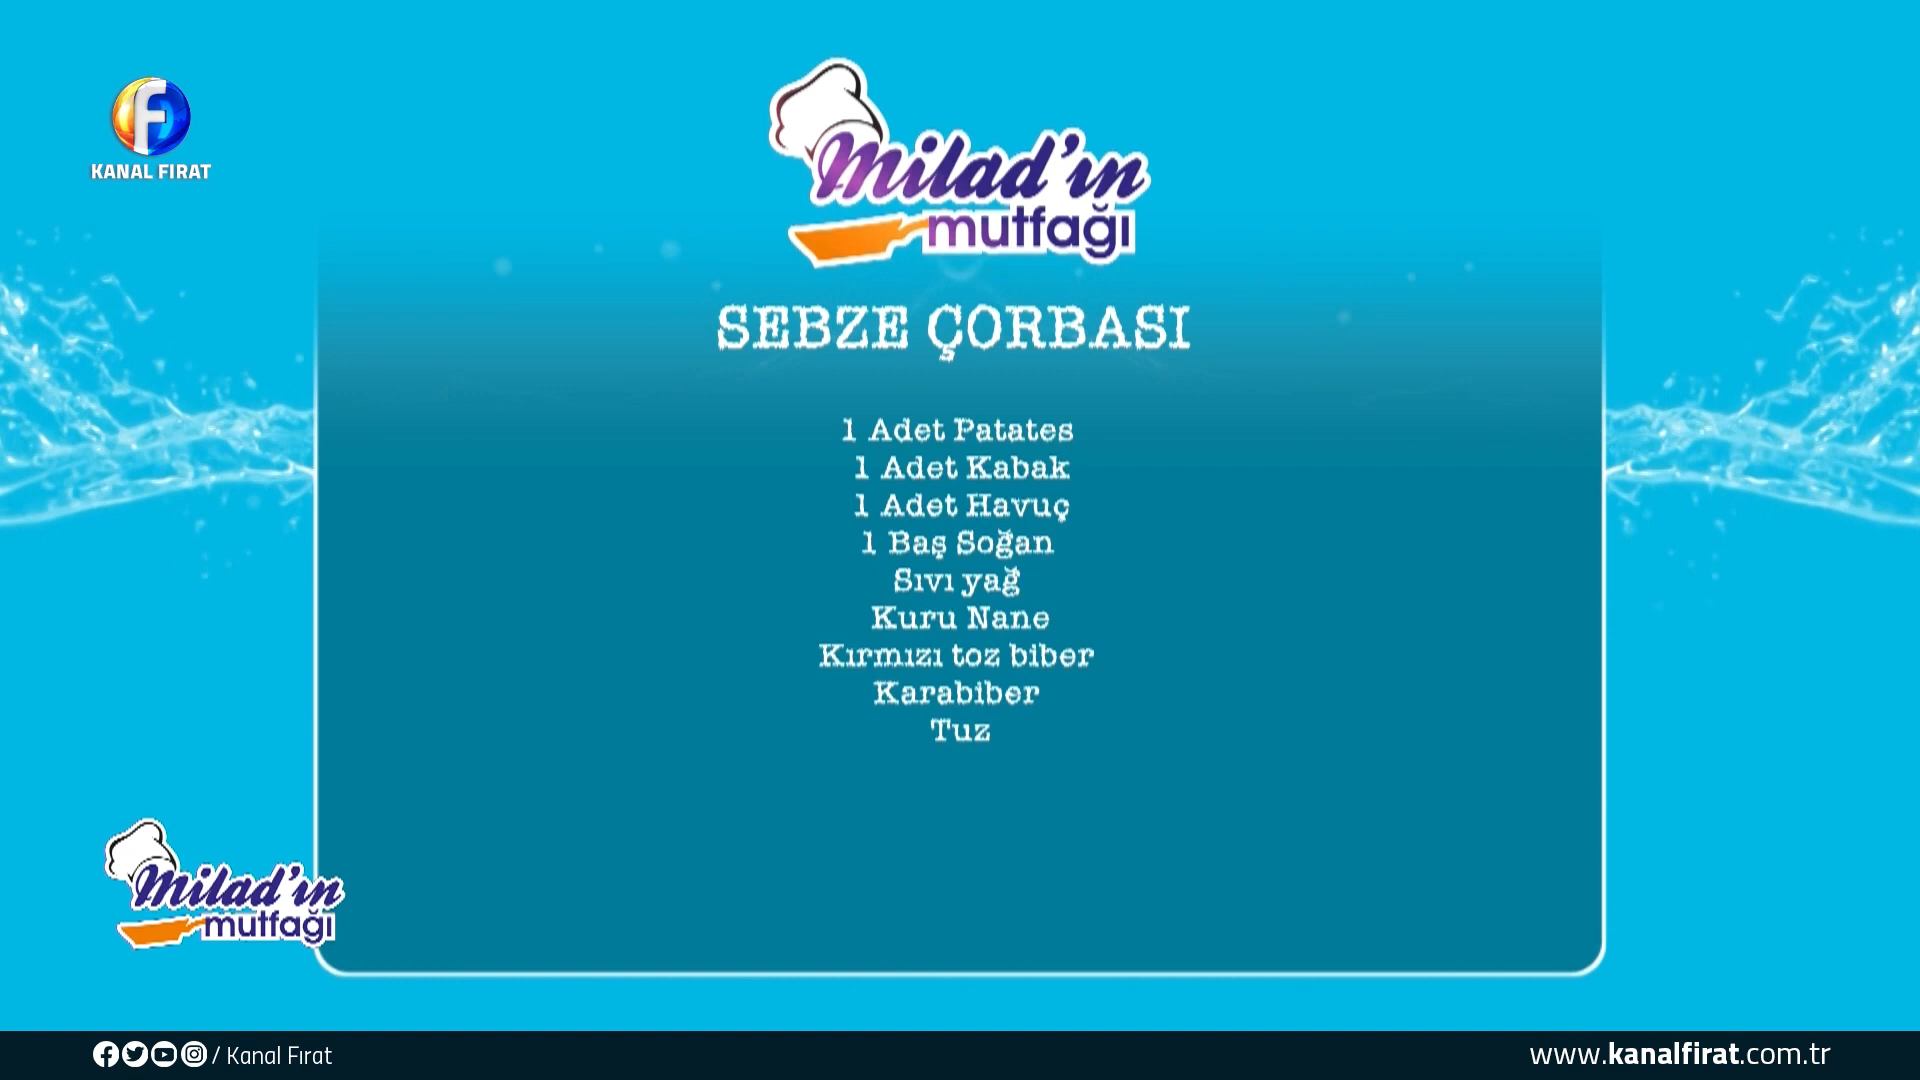 KANAL FIRAT
Milad'ın
mutfağı
SEBZE ÇORBASI
1 Adet Patates
1 Adet Kabak
1 Adet Havuç
1 Baş Soğan
Sıvı yağ
Kuru Nane
Kırmızı toz biber
Karabiber
Tuz
Milad'ın
mutfağı
/ Kanal Fırat
www.kanalfirat.com.tr